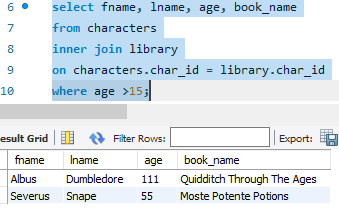 6 select fname, lname, age, book_name
7 from characters
8 inner join library
9 on characters.char_id = library.char_id
10 where age >15;
esult Grid Filter Rows: Export:
fname lname age book_name
Albus Dumbledore 111 Quidditch Through The Ages
Severus Snape 55 Moste Potente Potions